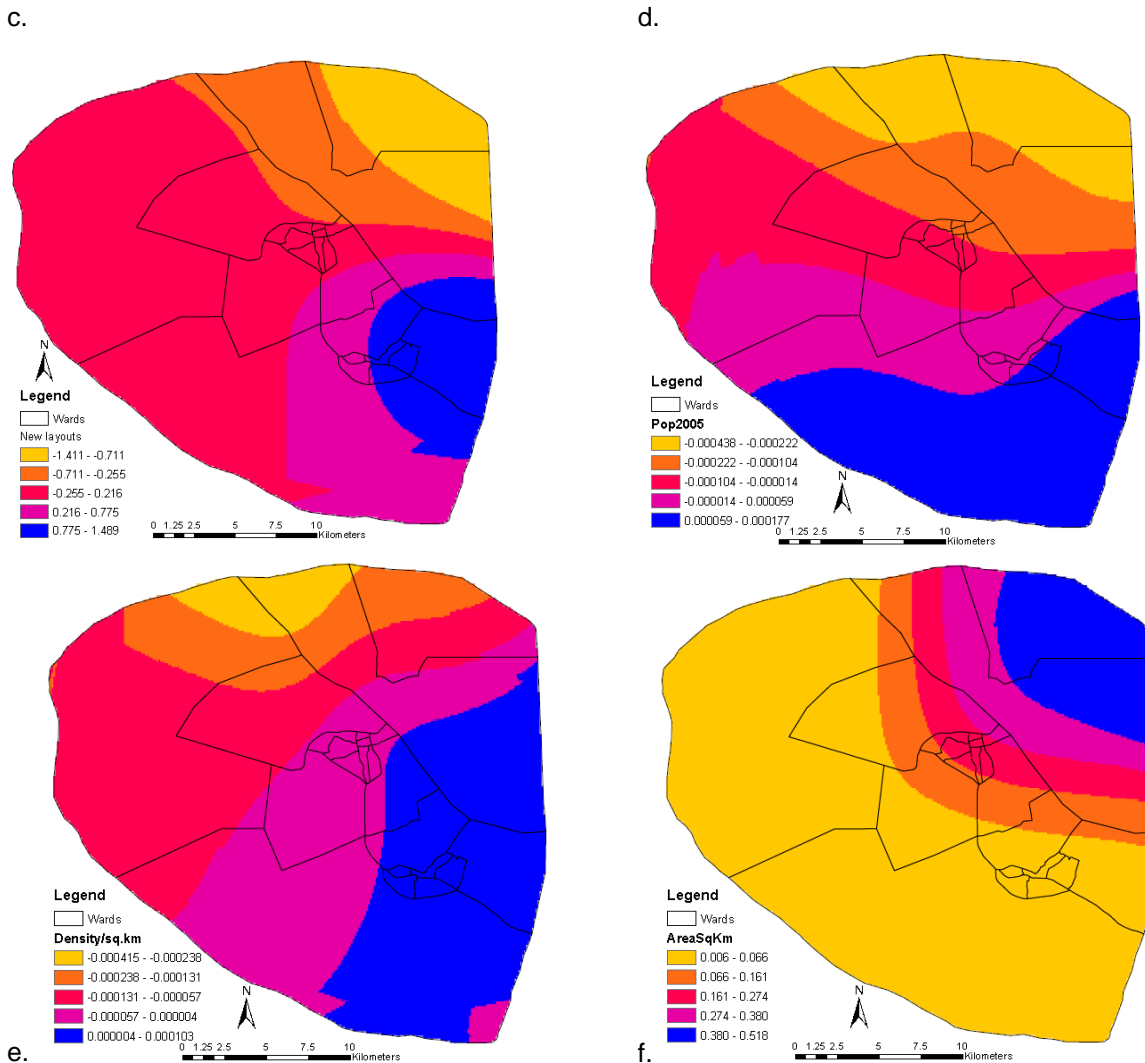 c.
d.
N
Legend
Wards
New layouts
-1.411 - -0.711
-0.711 - -0.255
-0.255 - 0.216
0.216 - 0.775
0.775 - 1.489
0 1.25 2.5 5 7.5 10
Kilometers
Legend
Wards
Pop2005
-0.000438 - -0.000222
-0.000222 - -0.000104
-0.000104 - -0.000014
-0.000014 - 0.000059
0.000059 - 0.000177
N
0 1.25 2.5 5 7.5 10
Kilometers
Legend
Wards
Density/sq.km
-0.000415 - -0.000238
-0.000238 - -0.000131
-0.000131 - -0.000057
-0.000057 - 0.000004
0.000004 - 0.000103
N
0 1.25 2.5 5 7.5 10
Kilometers
e.
Legend
Wards
AreaSqKm
0.006 - 0.066
0.066 - 0.161
0.161 - 0.274
0.274 - 0.380
0.380 - 0.518
N
0 1.25 2.5 5 7.5 10
Kilometers
f.